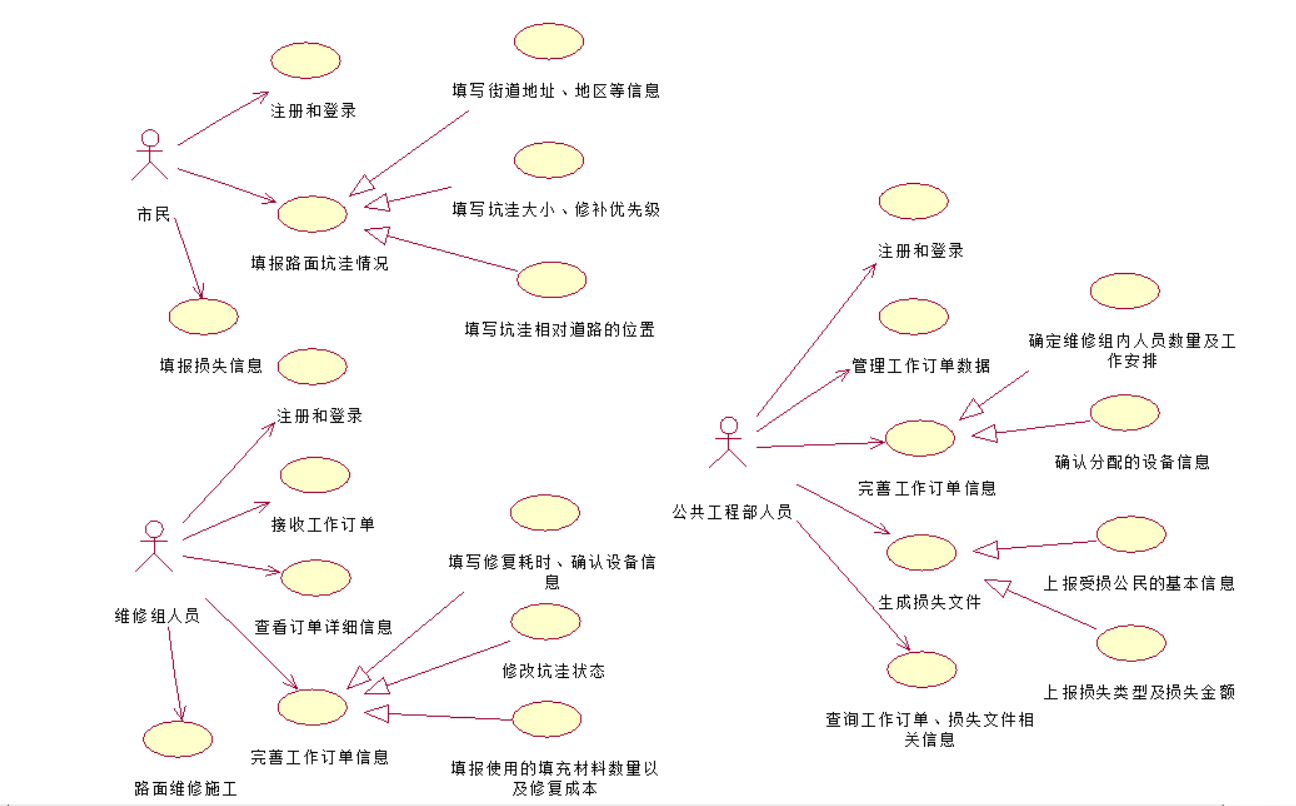 注册和登录
填写街道地址、地区等信息
市民
填写坑洼大小、修补优先级
填报路面坑洼情况
填写坑洼相对道路的位置
填报损失信息
注册和登录
接收工作订单
维修组人员
查看订单详细信息
填写修复耗时、确认设备信
息
修改坑洼状态
完善工作订单信息
填报使用的填充材料数量以
及修复成本
路面维修施工
注册和登录
管理工作订单数据
确定维修组内人员数量及工
作安排
完善工作订单信息
确认分配的设备信息
公共工程部人员
生成损失文件
上报受损公民的基本信息
上报损失类型及损失金额
查询工作订单、损失文件相
关信息